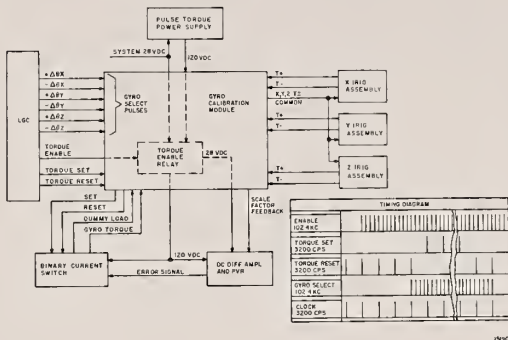 PULSE TORQUE
POWER SUPPLY
SYSTEM 28 VDC
120 VDC
LGC
+ΔθX
-ΔθX
+ΔθY
-ΔθY
+ΔθZ
-ΔθZ
TORQUE
ENABLE
TORQUE SET
TORQUE RESET
GYRO
SELECT
PULSES
GYRO
CALIBRATION
MODULE
TORQUE
ENABLE
RELAY
28 VDC
T+
T-
X,Y,Z T±
COMMON
T+
T-
T+
T-
X IRIG
ASSEMBLY
Y IRIG
ASSEMBLY
Z IRIG
ASSEMBLY
SET
RESET
DUMMY LOAD
GYRO TORQUE
SCALE
FACTOR
FEEDBACK
BINARY CURRENT
SWITCH
120 VDC
ERROR SIGNAL
DC DIFF AMPL
AND PVR
TIMING DIAGRAM
ENABLE
102.4KC
TORQUE SET
3200 CPS
TORQUE RESET
3200 CPS
GYRO SELECT
102.4KC
CLOCK
3200 CPS